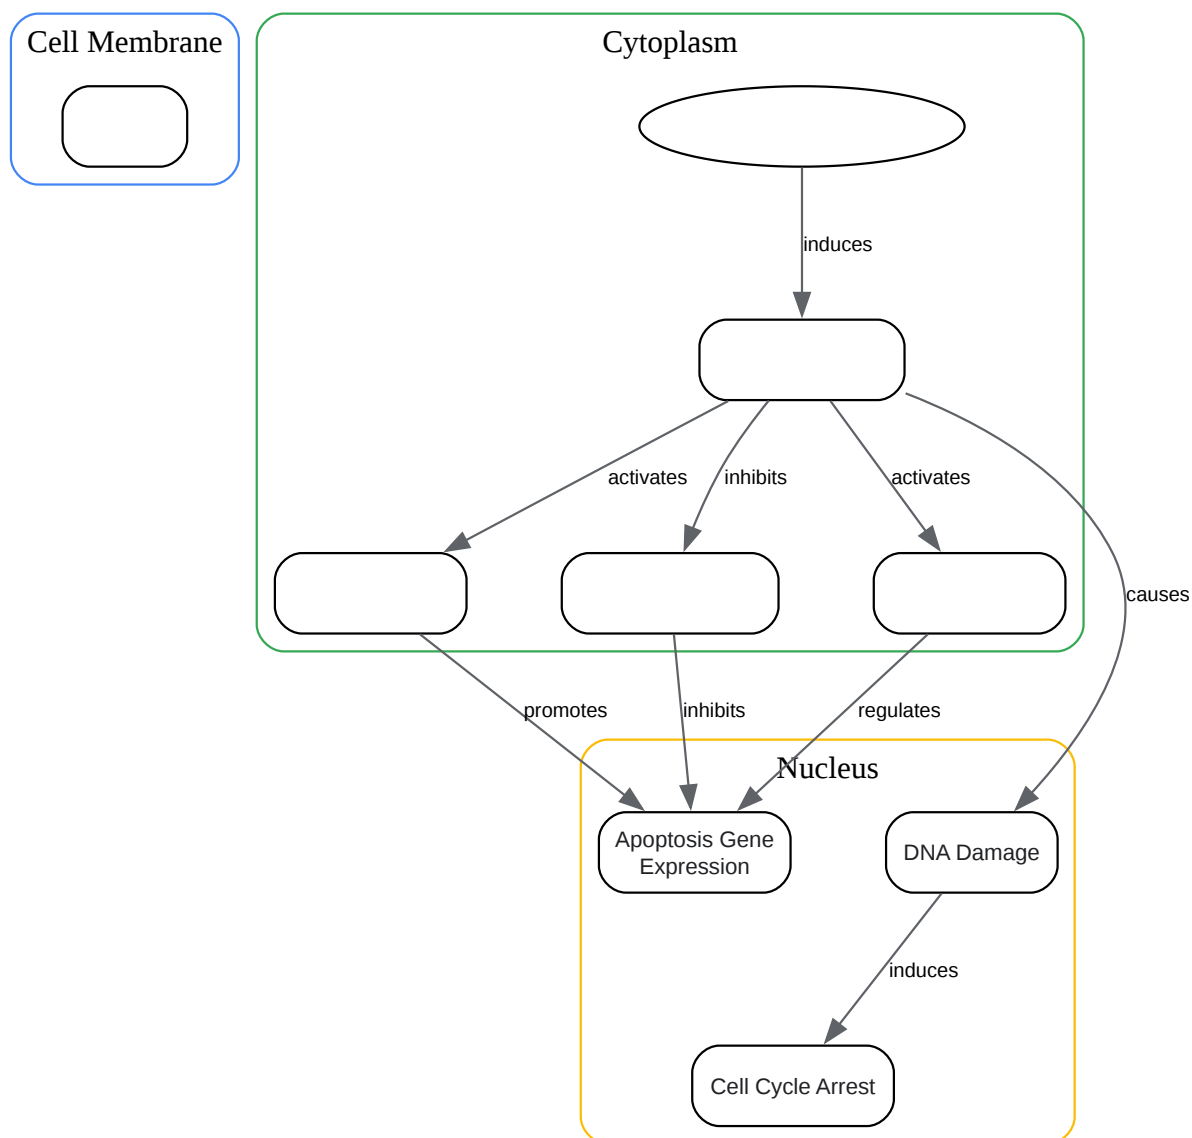 Cell Membrane
Cytoplasm
induces
activates
inhibits
activates
causes
promotes
inhibits
regulates
Nucleus
Apoptosis Gene
Expression
DNA Damage
induces
Cell Cycle Arrest